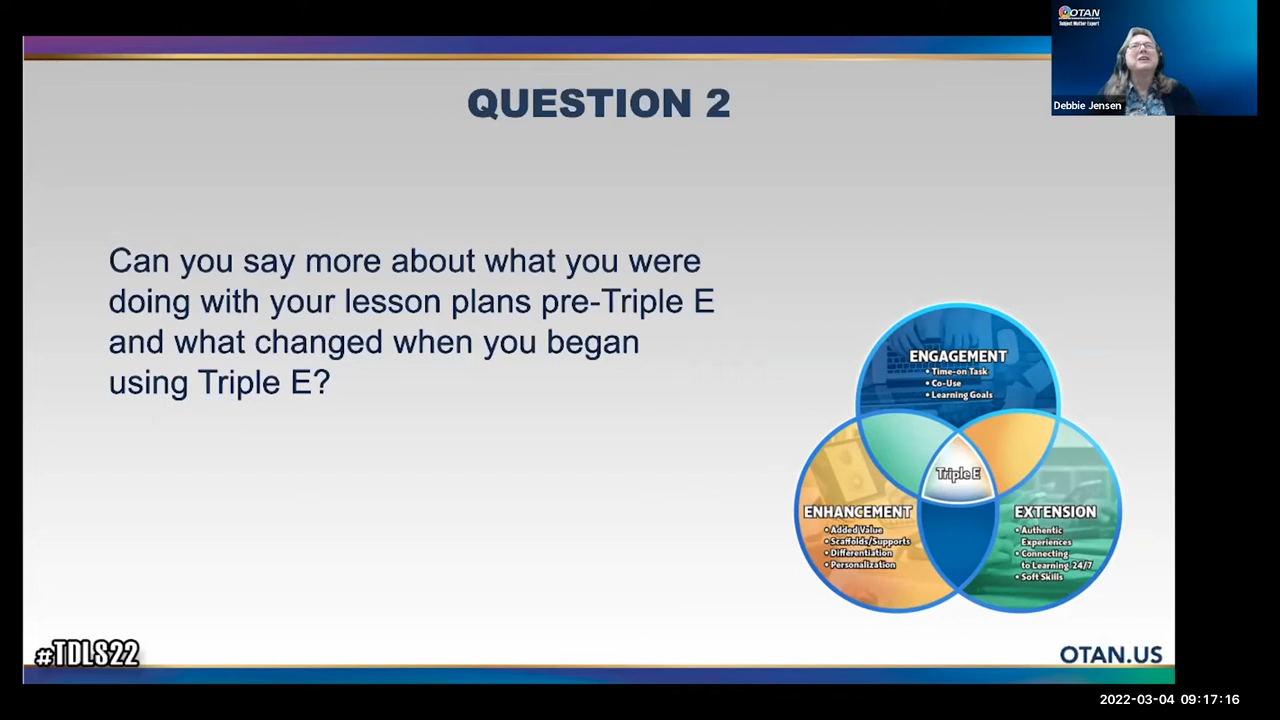 OTAN
Subject Matter Expert
Debbie Jensen
QUESTION 2
Can you say more about what you were
doing with your lesson plans pre-Triple E
and what changed when you began
using Triple E?
ENGAGEMENT
• Time-on Task
• Co-Use
• Learning Goals
Triple E
ENHANCEMENT
• Added Value
• Scaffolds/Supports
• Differentiation
• Personalization
EXTENSION
• Authentic
Experiences
• Connecting
to Learning 24/7
• Soft Skills
#TDLS22
OTAN.US
2022-03-04 09:17:16